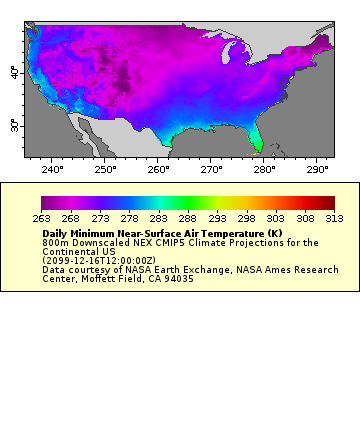 40°
30°
240° 250° 260° 270° 280° 290°
263 268 273 278 283 288 293 298 303 308 313
Daily Minimum Near-Surface Air Temperature (K)
800m Downscaled NEX CMIP5 Climate Projections for the
Continental US
(2099-12-16T12:00:00Z)
Data courtesy of NASA Earth Exchange, NASA Ames Research
Center, Moffett Field, CA 94035